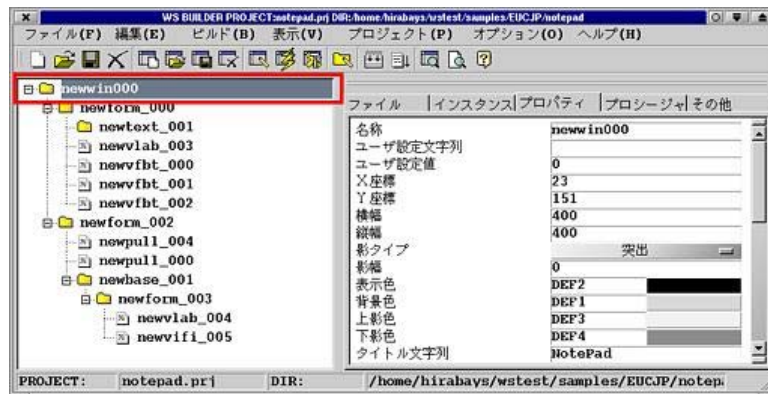 WS BUILDER PROJECT:notepad.prj DIR:/home/hirabays/wstest/samples/EUCJP/notepad
ファイル(F) 編集(E) ビルド(B) 表示(V) プロジェクト(P) オプション(O) ヘルプ(H)
newwin000
newform_000
newtext_001
newvlab_003
newvfbt_000
newvfbt_001
newvfbt_002
newform_002
newpull_004
newpull_000
newbase_001
newform_003
newvlab_004
newvifi_005
ファイル インスタンス プロパティ プロシージャ その他
名称 newwin000
ユーザ設定文字列
ユーザ設定値 0
X座標 23
Y座標 151
横幅 400
縦幅 400
影タイプ 突出
影幅 0
表示色 DEF2
背景色 DEF1
上影色 DEF3
下影色 DEF4
タイトル文字列 NotePad
PROJECT: notepad.prj DIR: /home/hirabays/wstest/samples/EUCJP/notep